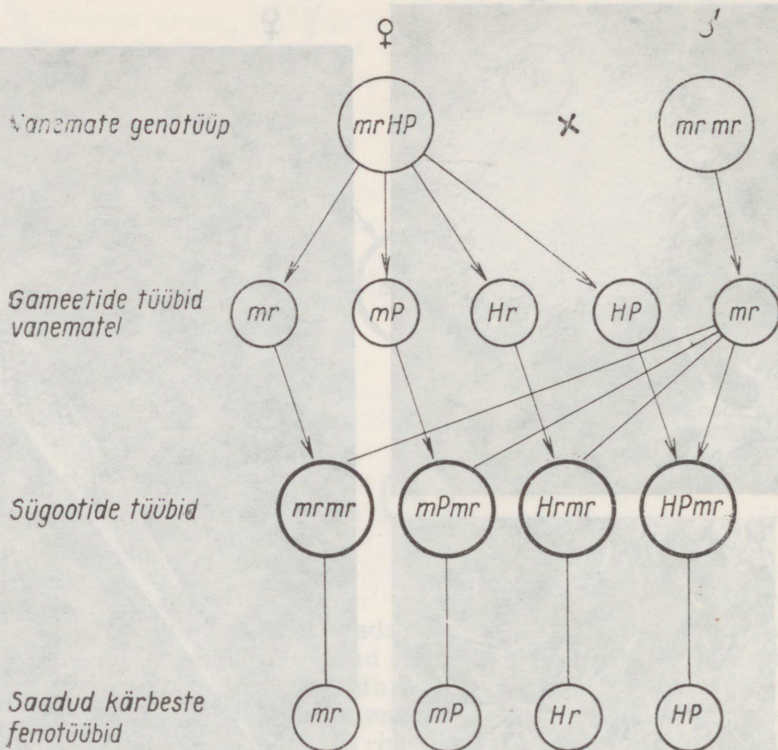 ♀ ♂
Vanemate genotüüp mrHP × mr mr
Gameetide tüübid
vanematel
mr mP Hr HP mr
Sügootide tüübid mrmr mPmr Hrmr HPmr
Saadud kärbeste
fenotüübid
mr mP Hr HP